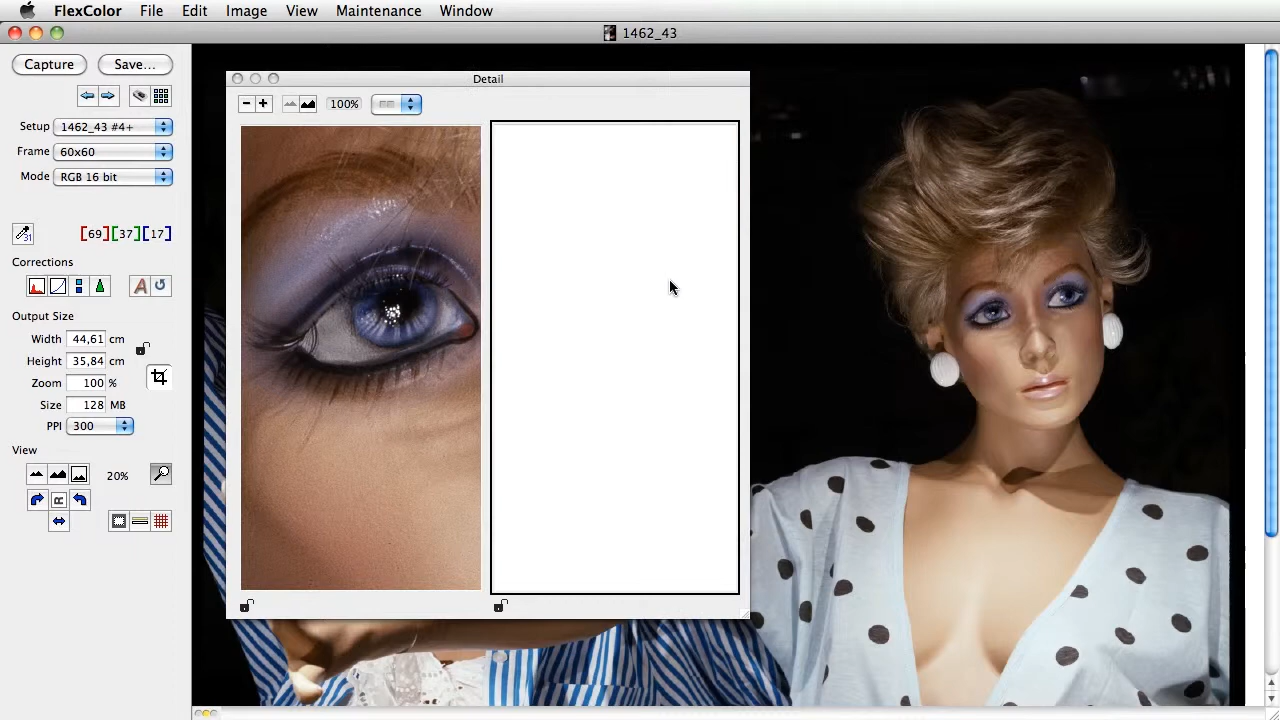 FlexColor File Edit Image View Maintenance Window
1462_43
Capture Save...
Detail
- + 100%
Setup 1462_43 #4+
Frame 60x60
Mode RGB 16 bit
31 [69][37][17]
Corrections
A
Output Size
Width 44,61 cm
Height 35,84 cm
Zoom 100 %
Size 128 MB
PPI 300
View
20%
R